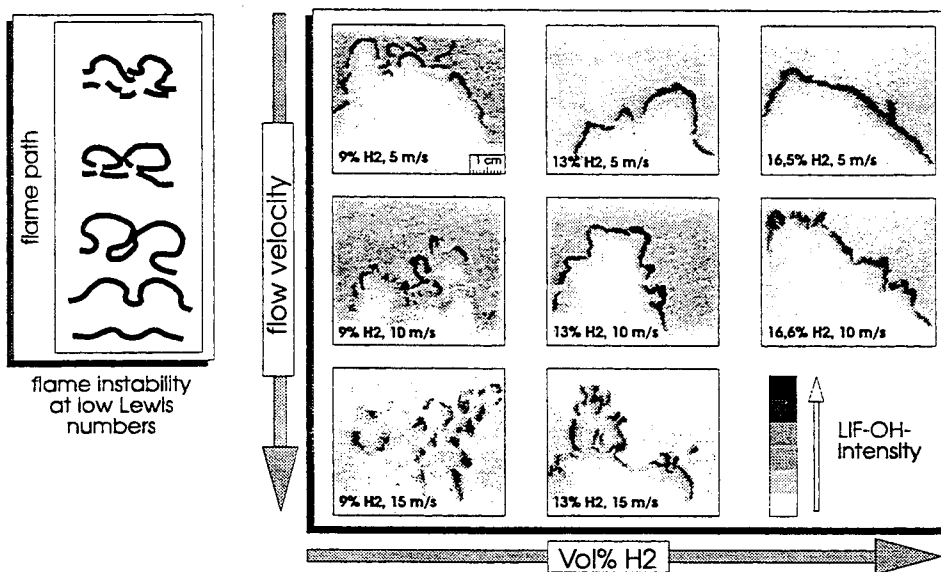 flame path
flame instability
at low Lewis
numbers
flow velocity
9% H2, 5 m/s
1 cm
13% H2, 5 m/s
16,5% H2, 5 m/s
9% H2, 10 m/s
13% H2, 10 m/s
16,6% H2, 10 m/s
9% H2, 15 m/s
13% H2, 15 m/s
LIF-OH-
Intensity
Vol% H2